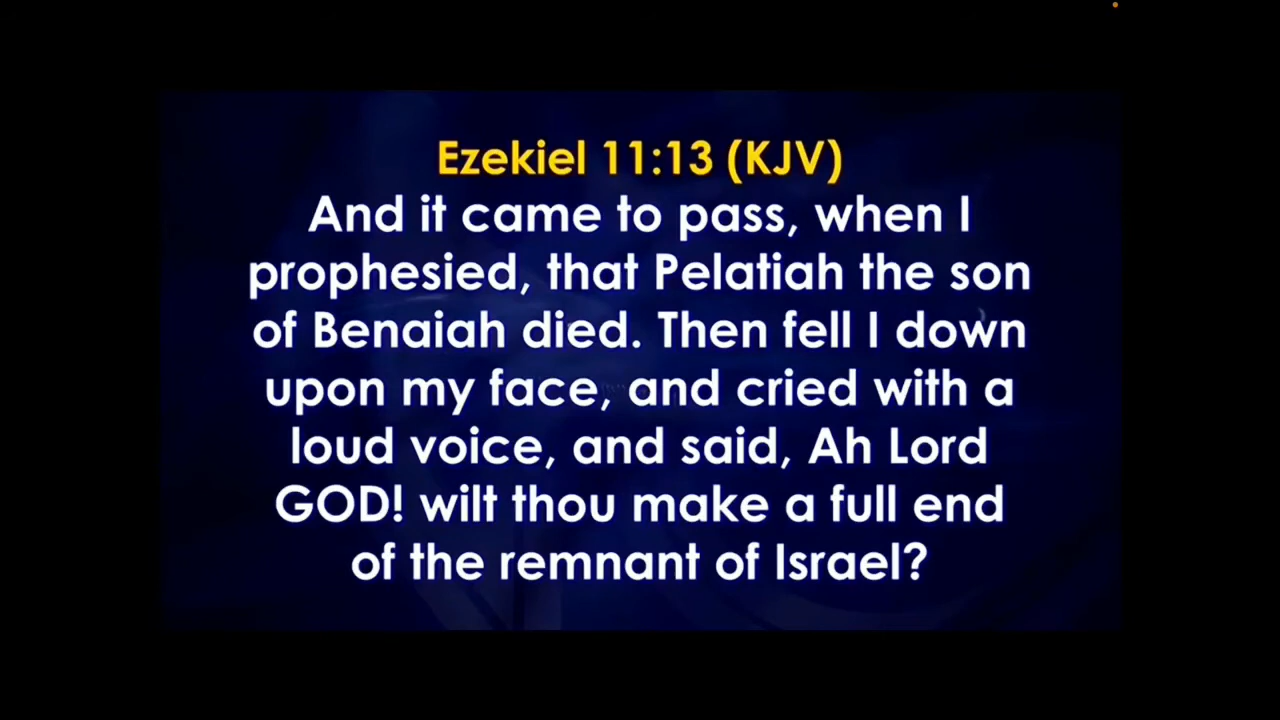 Ezekiel 11:13 (KJV)
And it came to pass, when I
prophesied, that Pelatiah the son
of Benaiah died. Then fell I down
upon my face, and cried with a
loud voice, and said, Ah Lord
GOD! wilt thou make a full end
of the remnant of Israel?